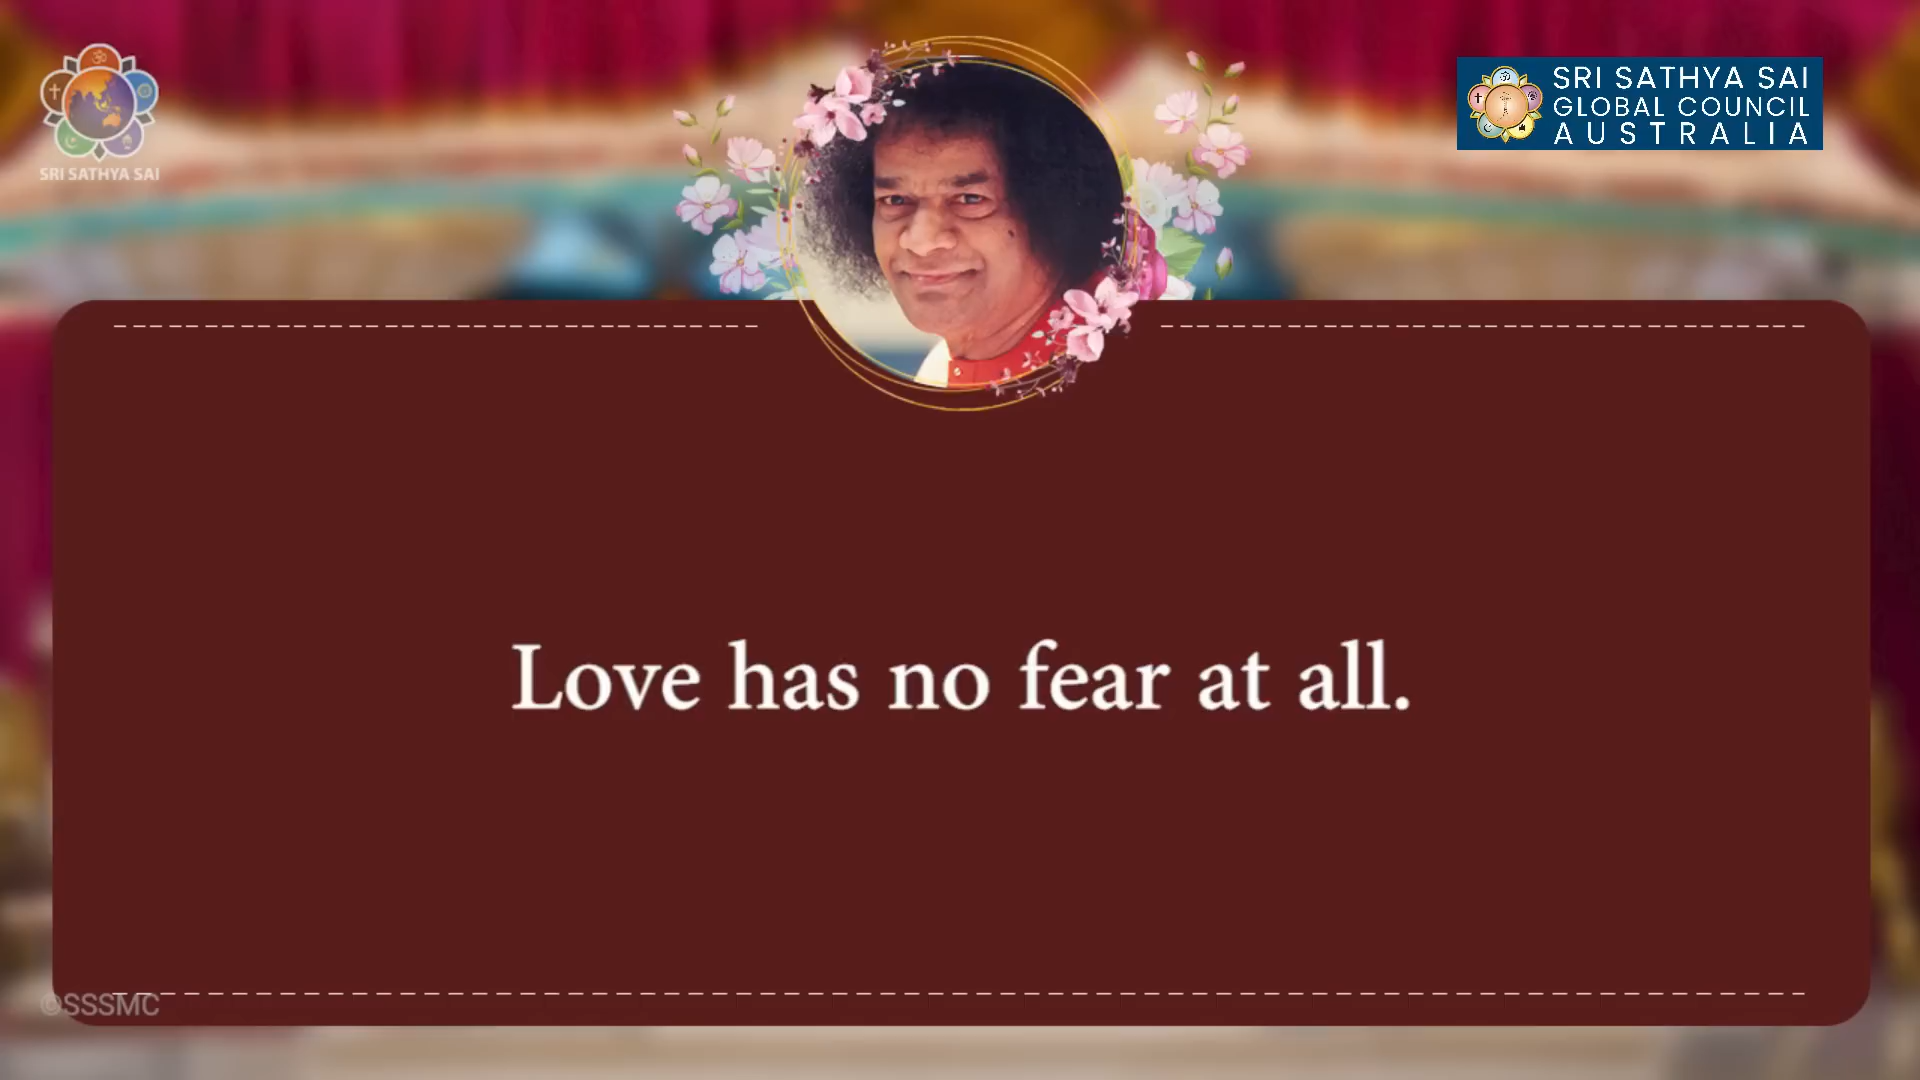 SRI SATHYA SAI
SRI SATHYA SAI
GLOBAL COUNCIL
AUSTRALIA
Love has no fear at all.
©SSSMC